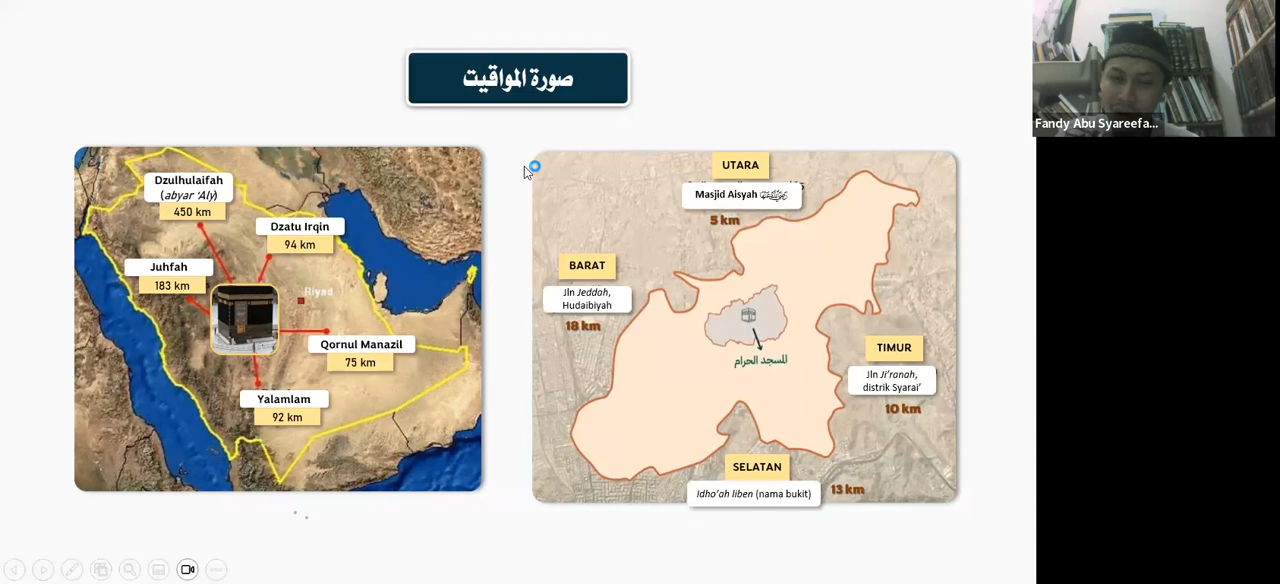 صورة المواقيت
Dzulhulaifah
(abyar ‘Aly)
450 km
Dzatu Irqin
94 km
Juhfah
183 km
Riyad
Qornul Manazil
75 km
Yalamlam
92 km
UTARA
Masjid Aisyah
5 km
BARAT
Jln Jeddah,
Hudaibiyah
18 km
المسجد الحرام
TIMUR
Jln Ji’ranah,
distrik Syarai’
10 km
SELATAN
Idho’ah liben (nama bukit)
13 km
Fandy Abu Syareefa...